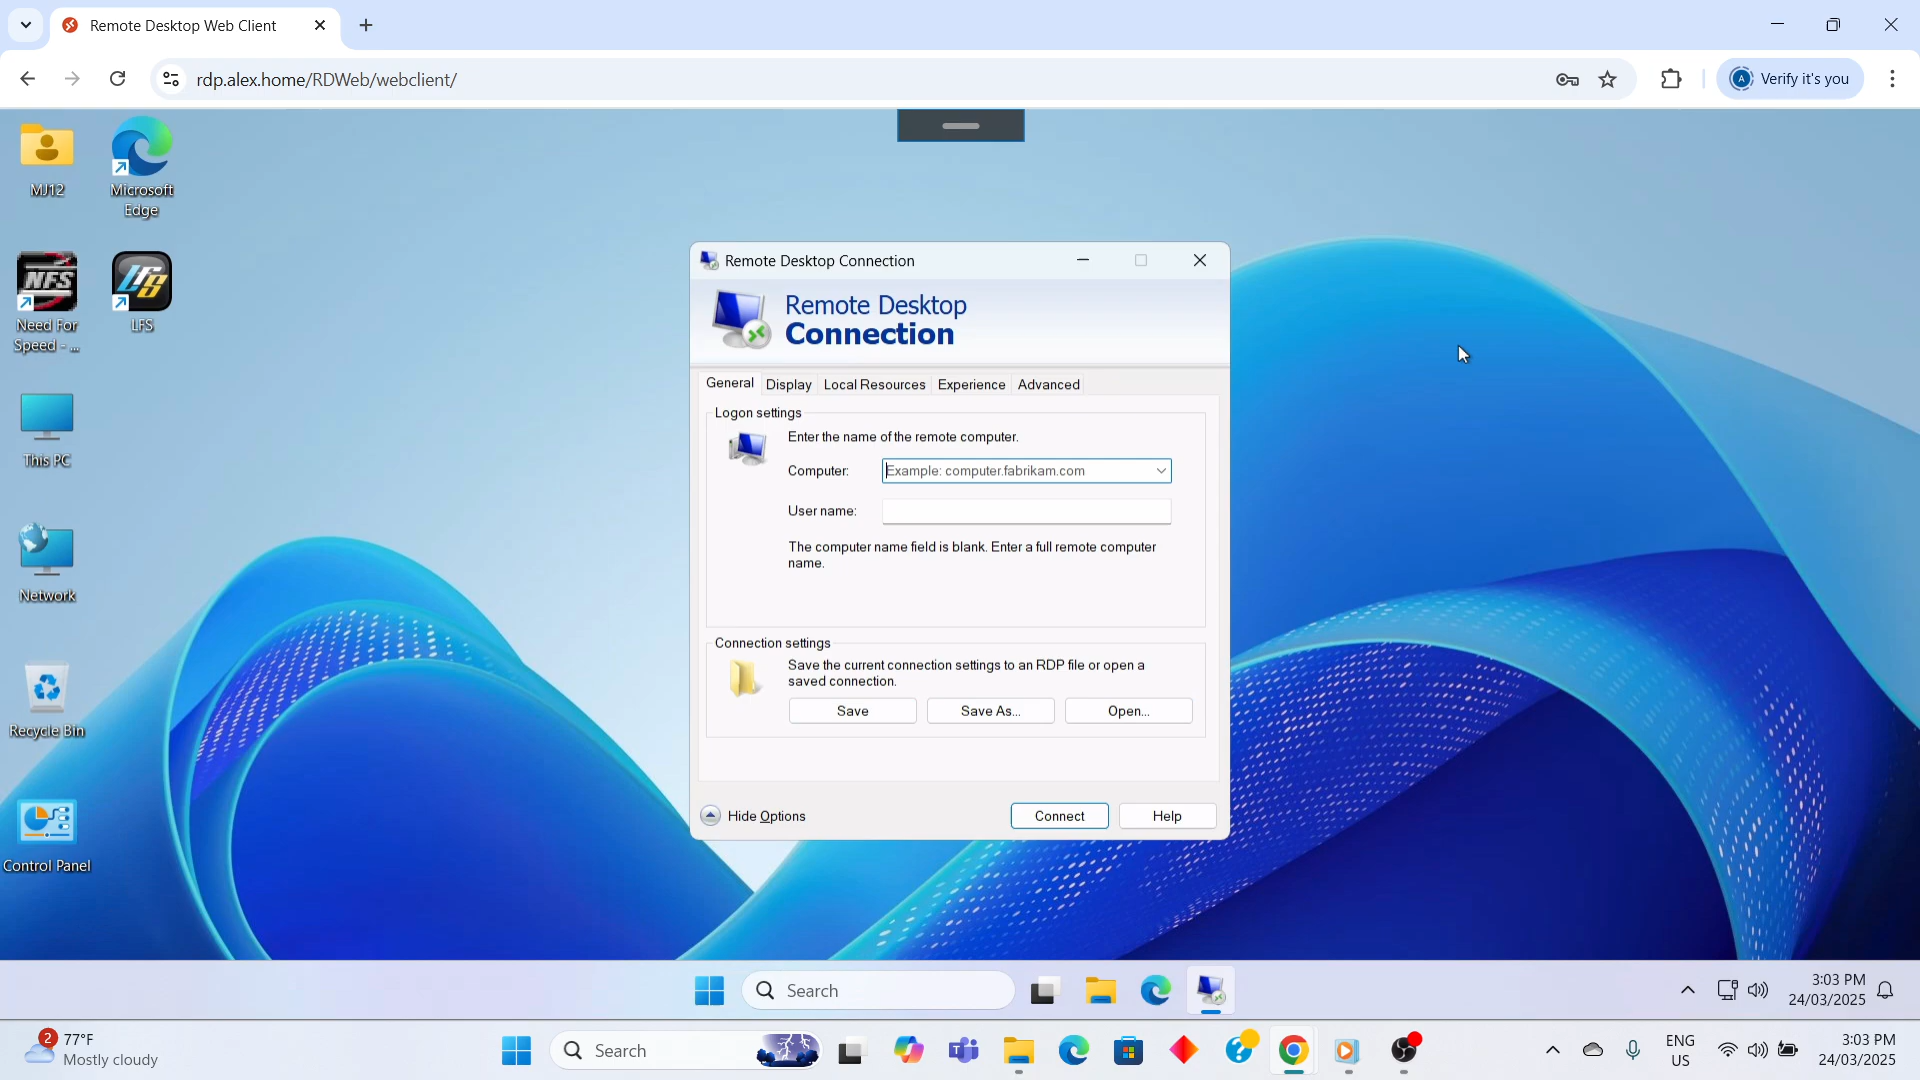 Remote Desktop Web Client
rdp.alex.home/RDWeb/webclient/
Verify it's you
A
MJ12
Microsoft
Edge
NFS
Need For
Speed - ...
LFS
LFS
This PC
Network
Recycle Bin
Control Panel
Remote Desktop Connection
Remote Desktop
Connection
General
Display
Local Resources
Experience
Advanced
Logon settings
Enter the name of the remote computer.
Computer:
Example: computer.fabrikam.com
User name:
The computer name field is blank. Enter a full remote computer
name.
Connection settings
Save the current connection settings to an RDP file or open a
saved connection.
Save
Save As...
Open...
Hide Options
Connect
Help
Search
3:03 PM
24/03/2025
2
77°F
Mostly cloudy
Search
ENG
US
3:03 PM
24/03/2025